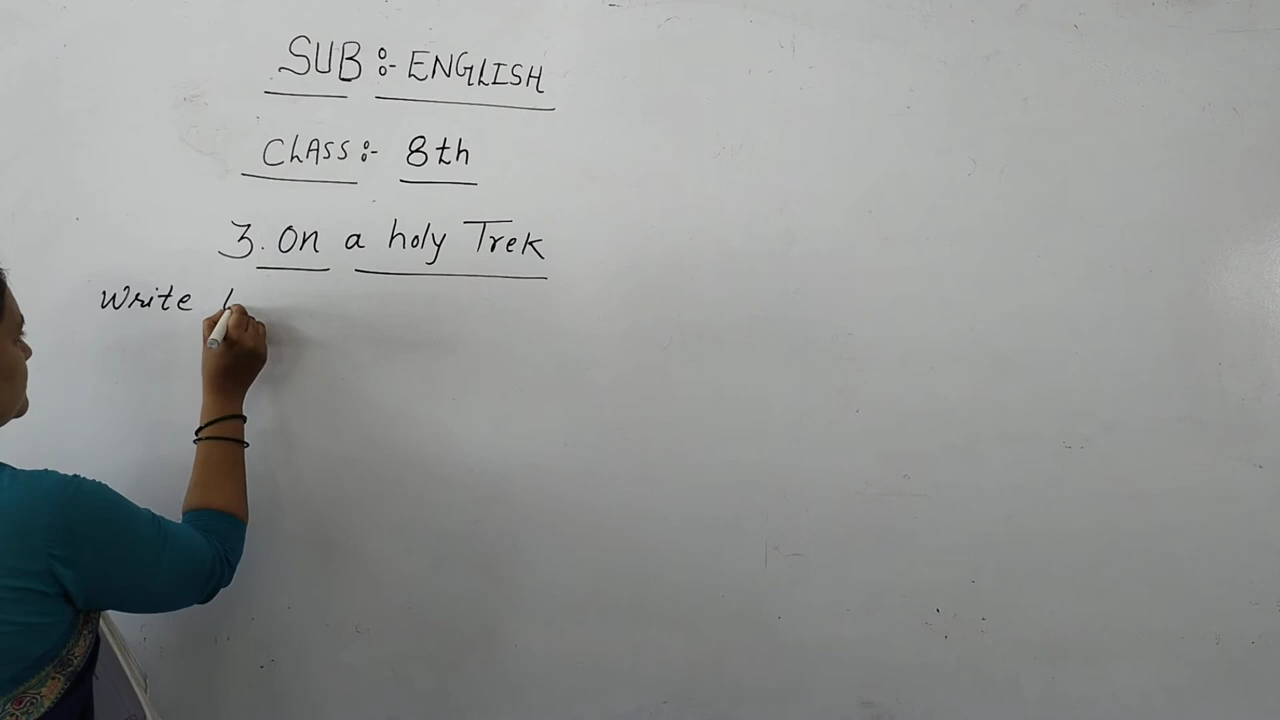 SUB :- ENGLISH
CLASS :- 8th
3. On a holy Trek
Write